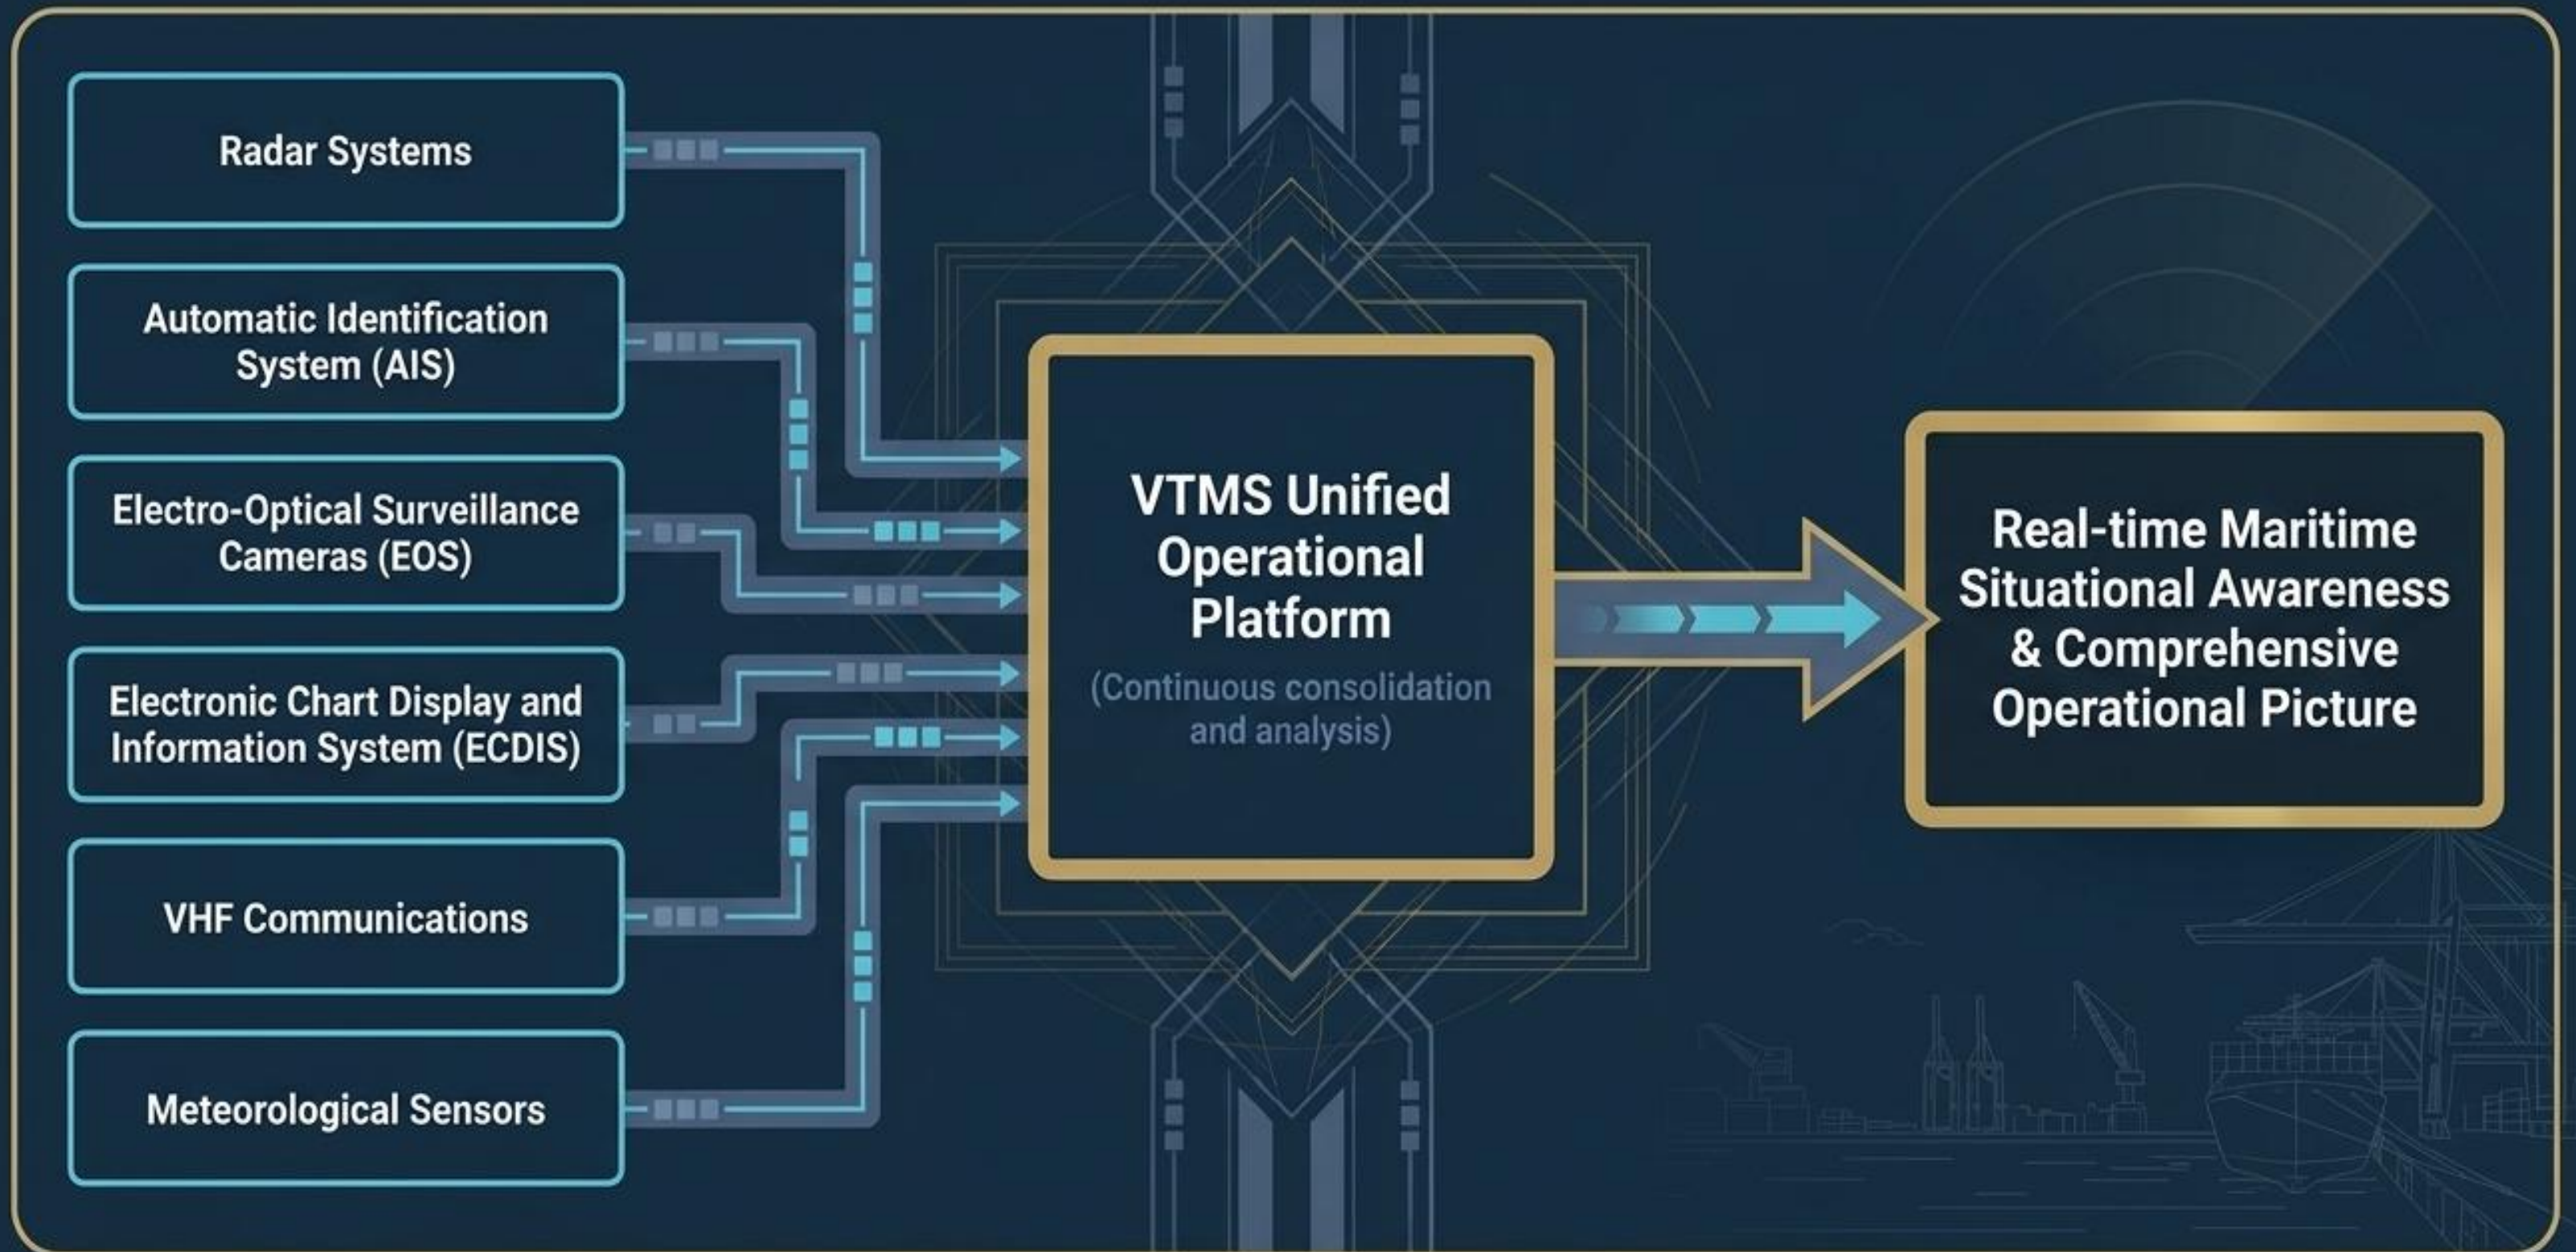 Radar Systems
Automatic Identification
System (AIS)
Electro-Optical Surveillance
Cameras (EOS)
Electronic Chart Display and
Information System (ECDIS)
VHF Communications
Meteorological Sensors
VTMS Unified
Operational
Platform
(Continuous consolidation
and analysis)
Real-time Maritime
Situational Awareness
& Comprehensive
Operational Picture